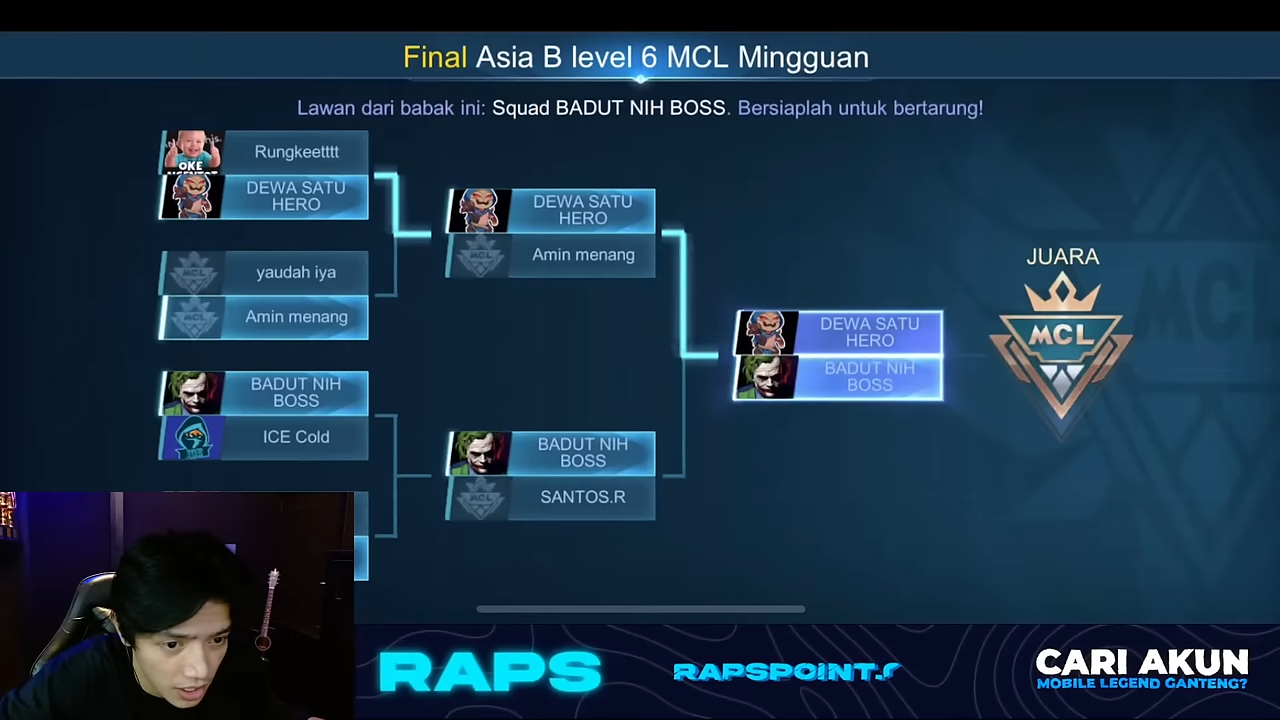 Final Asia B level 6 MCL Mingguan
Lawan dari babak ini: Squad BADUT NIH BOSS. Bersiaplah untuk bertarung!
Rungkeetttt
OKE
DEWA SATU
HERO
yaudah iya
Amin menang
BADUT NIH
BOSS
ICE Cold
DEWA SATU
HERO
Amin menang
BADUT NIH
BOSS
SANTOS.R
DEWA SATU
HERO
BADUT NIH
BOSS
JUARA
MCL
RAPS
RAPSPOINT
CARI AKUN
MOBILE LEGEND GANTENG?